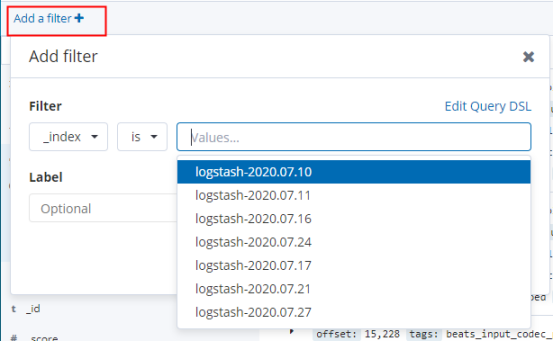 Add a filter +
Add filter
Filter
Edit Query DSL
_index
is
Values...
logstash-2020.07.10
Label
logstash-2020.07.11
Optional
logstash-2020.07.16
logstash-2020.07.24
logstash-2020.07.17
logstash-2020.07.21
logstash-2020.07.27
t _id
# _score
offset: 15,228 tags: beats_input_codec_